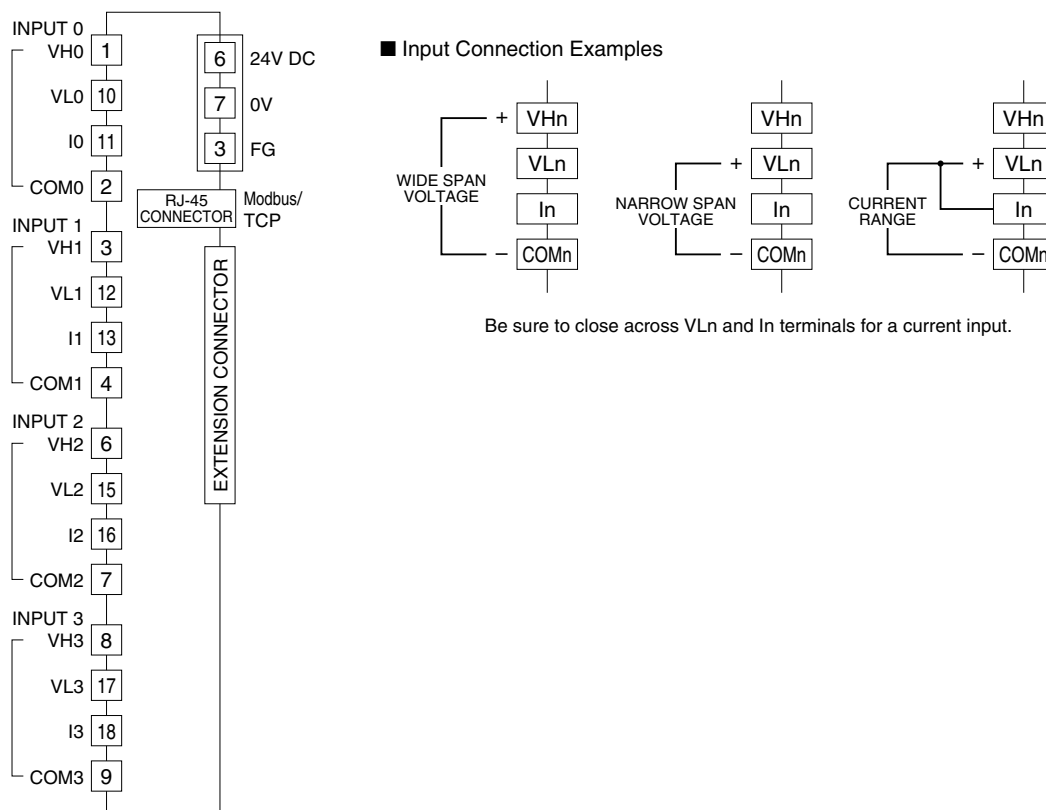 INPUT 0
VH0 1
VL0 10
I0 11
COM0 2
INPUT 1
VH1 3
VL1 12
I1 13
COM1 4
INPUT 2
VH2 6
VL2 15
I2 16
COM2 7
INPUT 3
VH3 8
VL3 17
I3 18
COM3 9
6 24V DC
7 0V
3 FG
RJ-45
CONNECTOR
Modbus/
TCP
EXTENSION CONNECTOR
■ Input Connection Examples
WIDE SPAN
VOLTAGE
+ VHn
VLn
In
− COMn
NARROW SPAN
VOLTAGE
VHn
+ VLn
In
− COMn
CURRENT
RANGE
VHn
+ VLn
In
− COMn
Be sure to close across VLn and In terminals for a current input.